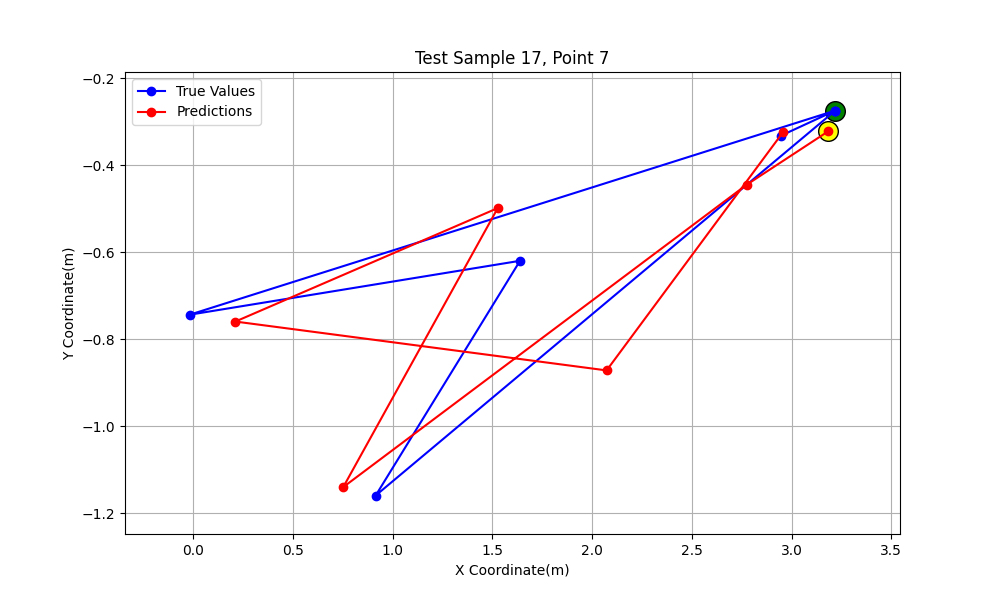 Test Sample 17, Point 7
True Values
Predictions
−0.2
−0.4
−0.6
−0.8
−1.0
−1.2
Y Coordinate(m)
0.0 0.5 1.0 1.5 2.0 2.5 3.0 3.5
X Coordinate(m)